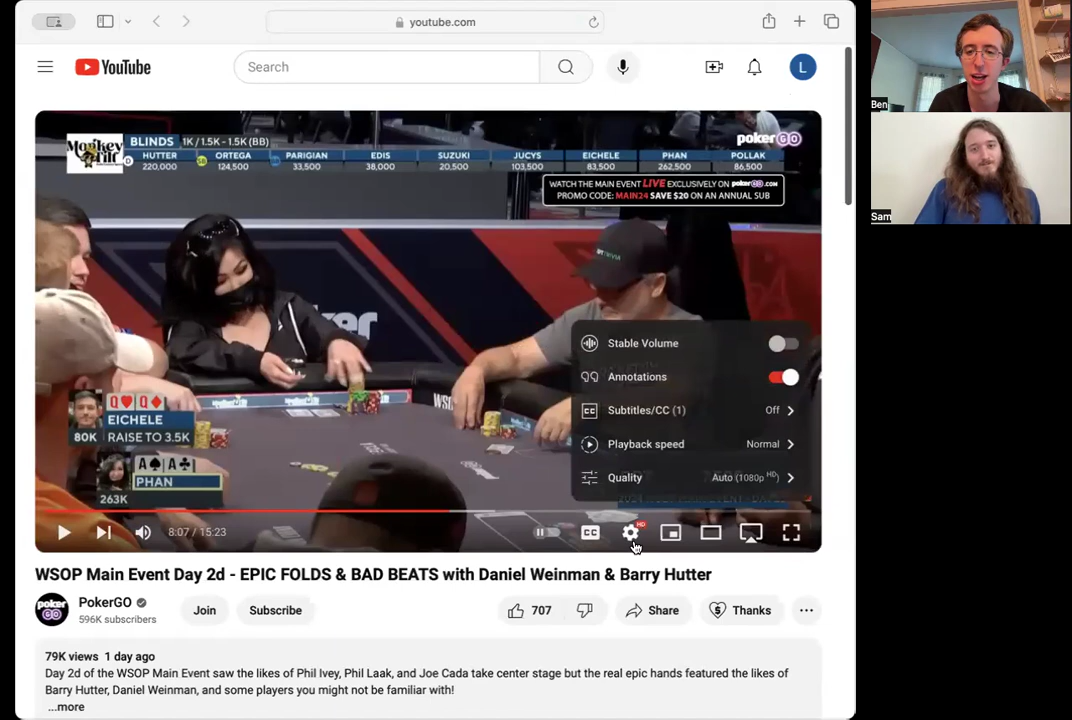 youtube.com
YouTube
Search
L
Monkey Tilt
BLINDS 1K / 1.5K - 1.5K (BB)
pokerGO
D HUTTER SB ORTEGA PARIGIAN EDIS SUZUKI JUCYS EICHELE PHAN POLLAK
220,000 124,500 33,500 38,000 20,500 103,500 83,500 262,500 86,500
WATCH THE MAIN EVENT LIVE EXCLUSIVELY ON pokerGO.COM
PROMO CODE: MAIN24 SAVE $20 ON AN ANNUAL SUB
Stable Volume
Annotations
CC Subtitles/CC (1) Off
Playback speed Normal
Quality Auto (1080p HD)
Q♥ Q♦
EICHELE
80K RAISE TO 3.5K
A♠ A♣
PHAN
263K
8:07 / 15:23
CC
HD
WSOP Main Event Day 2d - EPIC FOLDS & BAD BEATS with Daniel Weinman & Barry Hutter
PokerGO
596K subscribers
Join
Subscribe
707
Share
Thanks
79K views 1 day ago
Day 2d of the WSOP Main Event saw the likes of Phil Ivey, Phil Laak, and Joe Cada take center stage but the real epic hands featured the likes of
Barry Hutter, Daniel Weinman, and some players you might not be familiar with!
...more
Ben
Sam